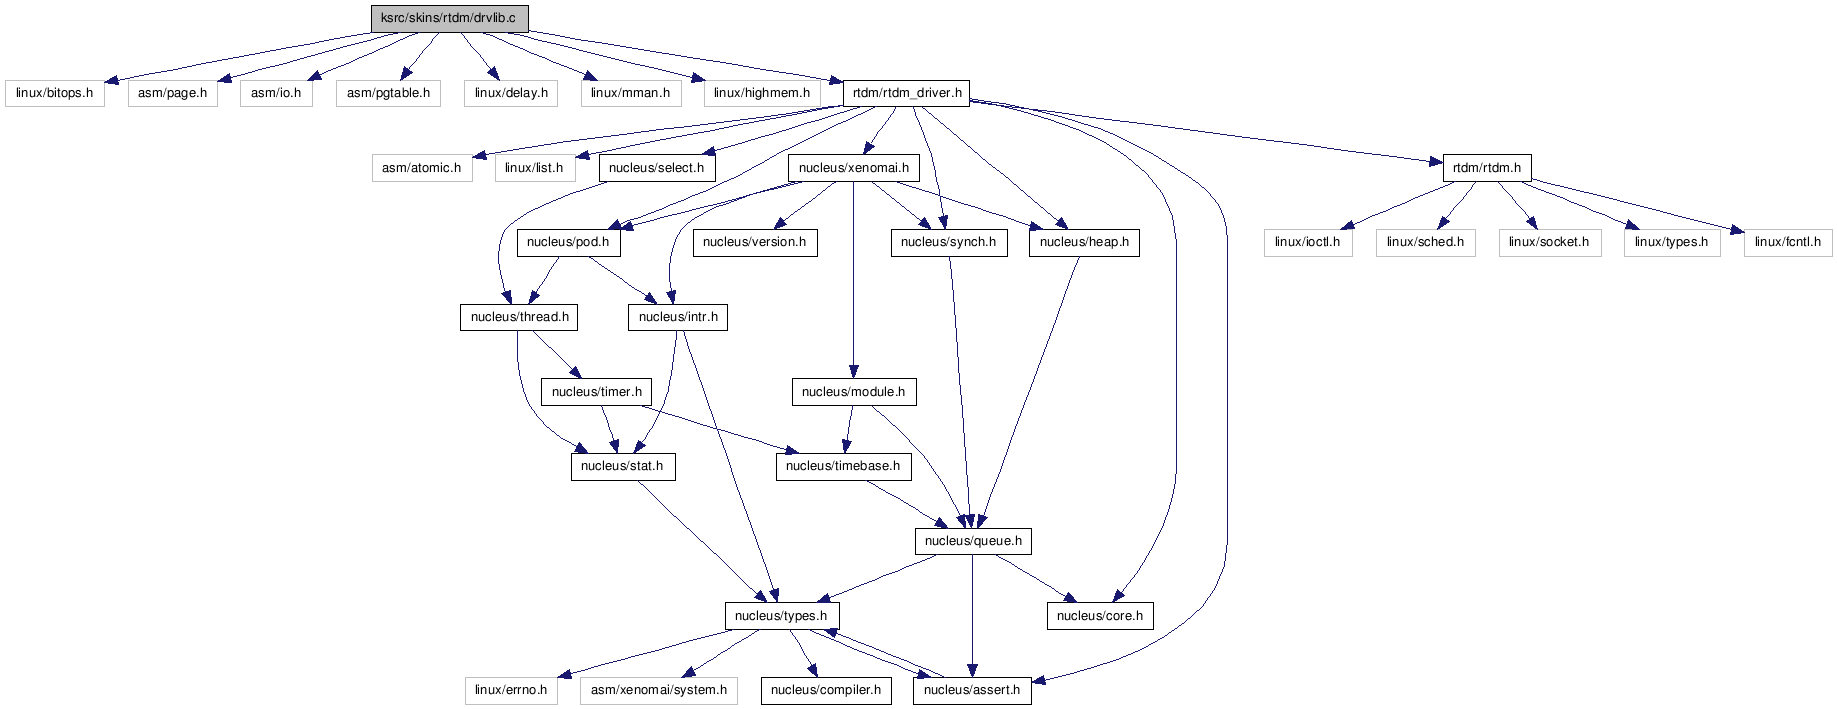 ksrc/skins/rtdm/drvlib.c
linux/bitops.h
asm/page.h
asm/io.h
asm/pgtable.h
linux/delay.h
linux/mman.h
linux/highmem.h
rtdm/rtdm_driver.h
asm/atomic.h
linux/list.h
nucleus/select.h
nucleus/xenomai.h
rtdm/rtdm.h
nucleus/pod.h
nucleus/version.h
nucleus/synch.h
nucleus/heap.h
linux/ioctl.h
linux/sched.h
linux/socket.h
linux/types.h
linux/fcntl.h
nucleus/thread.h
nucleus/intr.h
nucleus/timer.h
nucleus/module.h
nucleus/stat.h
nucleus/timebase.h
nucleus/queue.h
nucleus/types.h
nucleus/core.h
linux/errno.h
asm/xenomai/system.h
nucleus/compiler.h
nucleus/assert.h